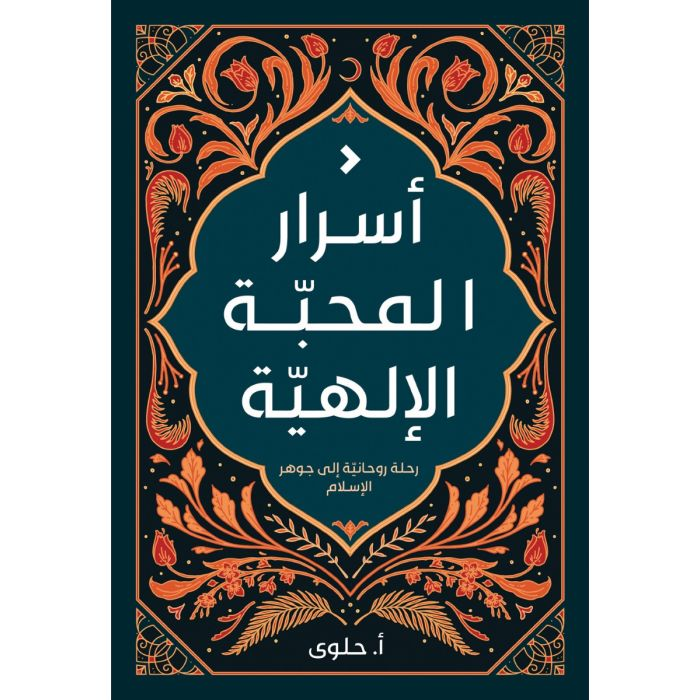 أسرار
المحبّة
الإلهيّة
رحلة روحانيّة إلى جوهر
الإسلام
أ. حلوى